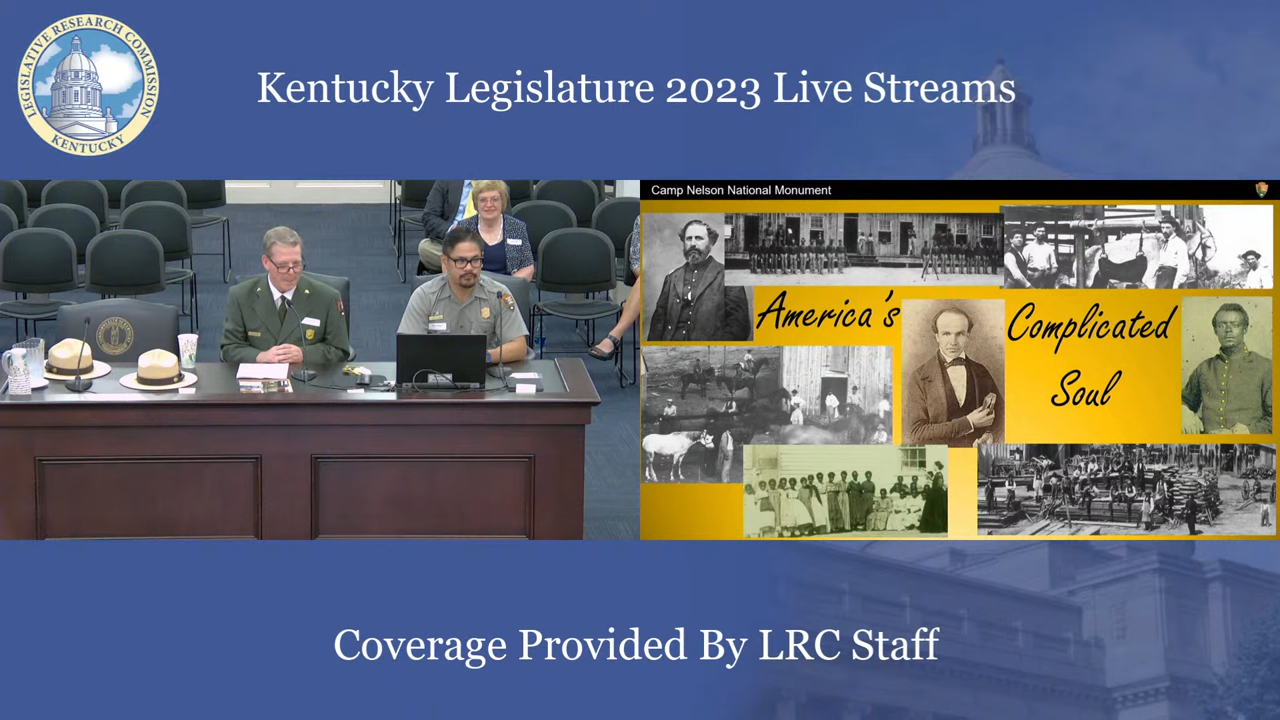 LEGISLATIVE RESEARCH COMMISSION
KENTUCKY
Kentucky Legislature 2023 Live Streams
Camp Nelson National Monument
America's
Complicated
Soul
Coverage Provided By LRC Staff